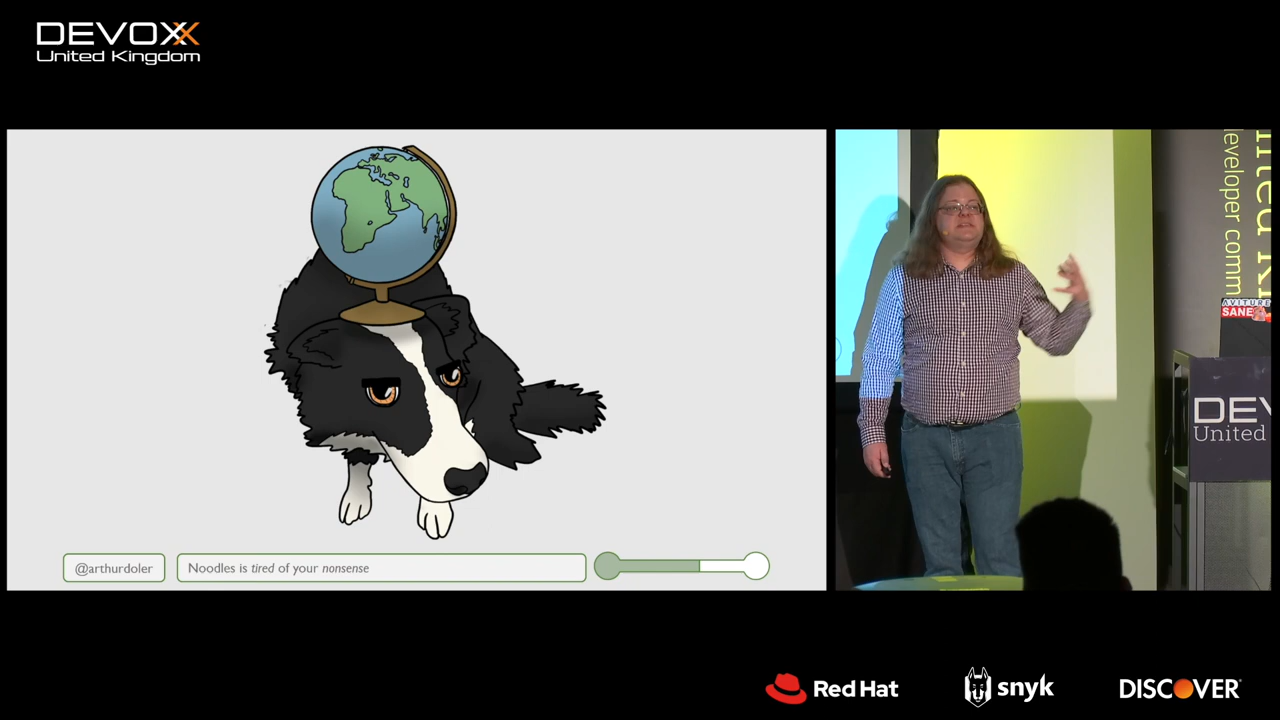 DEVOXX
United Kingdom
@arthurdoler
Noodles is tired of your nonsense
eveloper comm
AVITURE
SANE
DEV
United
Red Hat
snyk
DISCOVER